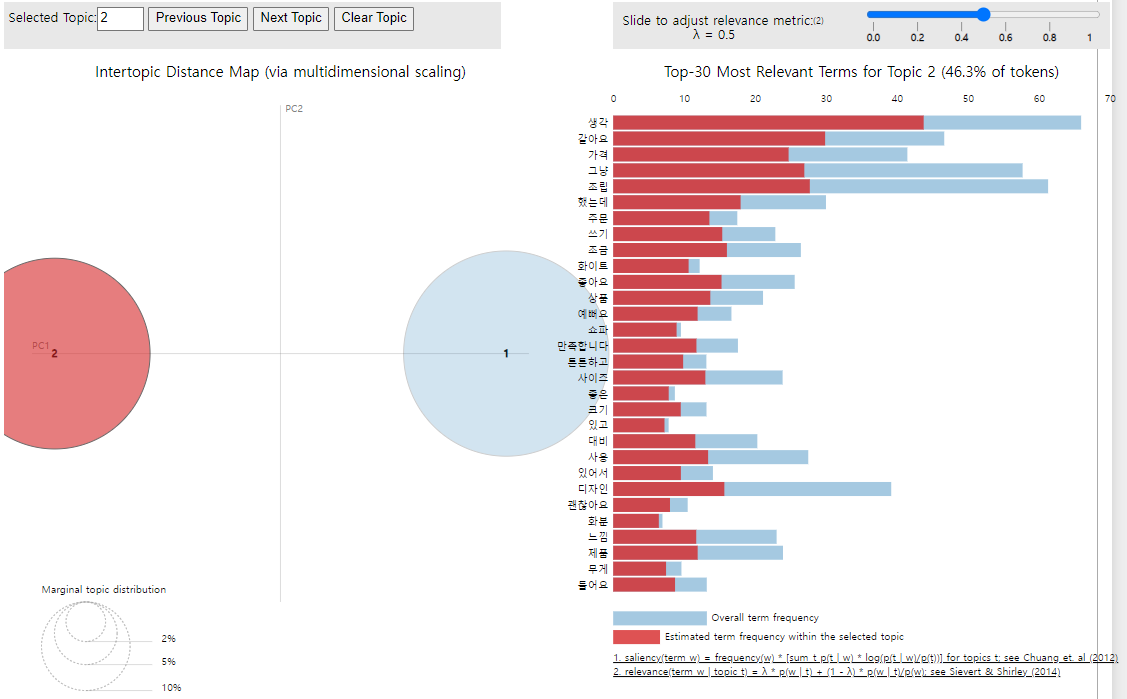 Selected Topic: 2 Previous Topic Next Topic Clear Topic
Slide to adjust relevance metric:(2)
λ = 0.5
0.0 0.2 0.4 0.6 0.8 1
Intertopic Distance Map (via multidimensional scaling)
PC2
PC1
2
1
Marginal topic distribution
2%
5%
10%
Top-30 Most Relevant Terms for Topic 2 (46.3% of tokens)
0 10 20 30 40 50 60 70
생각
같아요
가격
그냥
조립
했는데
주문
쓰기
조금
화이트
좋아요
상품
예뻐요
쇼파
만족합니다
튼튼하고
사이즈
좋은
크기
있고
대비
사용
있어서
디자인
괜찮아요
화분
느낌
제품
무게
들어요
Overall term frequency
Estimated term frequency within the selected topic
1. saliency(term w) = frequency(w) * [sum_t p(t | w) * log(p(t | w)/p(t))] for topics t; see Chuang et. al (2012)
2. relevance(term w | topic t) = λ * p(w | t) + (1 - λ) * p(w | t)/p(w); see Sievert & Shirley (2014)